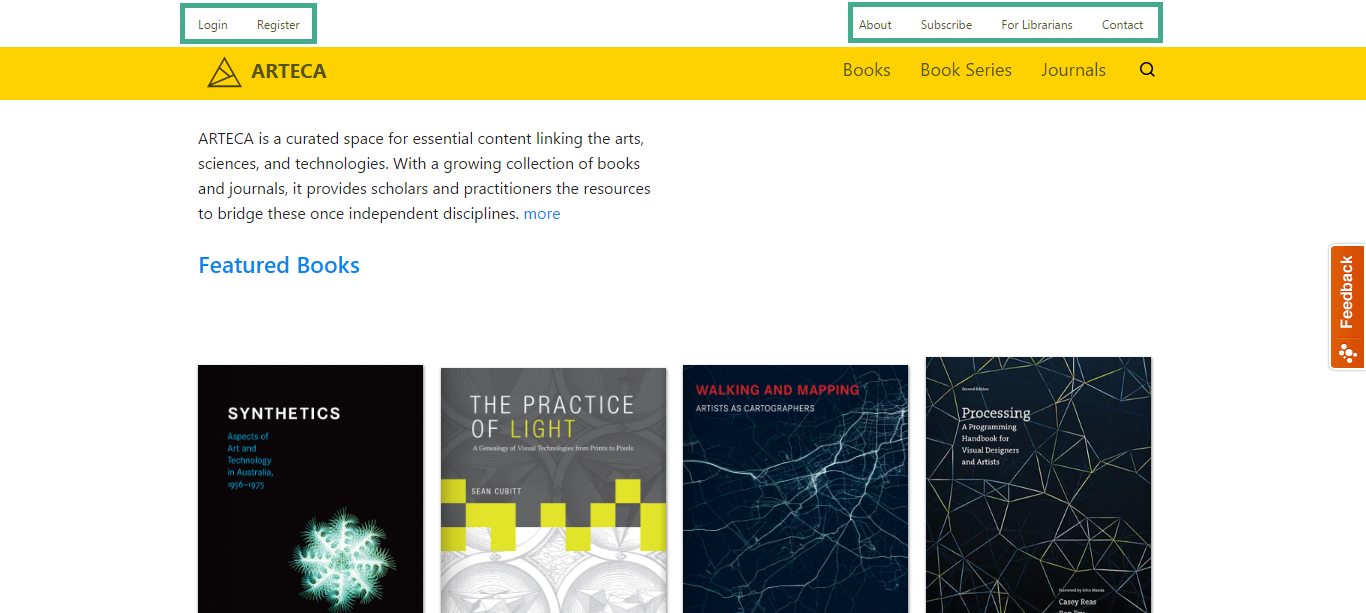 Login Register About Subscribe For Librarians Contact
ARTECA Books Book Series Journals
ARTECA is a curated space for essential content linking the arts,
sciences, and technologies. With a growing collection of books
and journals, it provides scholars and practitioners the resources
to bridge these once independent disciplines. more
Featured Books
Feedback
SYNTHETICS
Aspects of
Art and
Technology
in Australia,
1956–1975
THE PRACTICE
OF LIGHT
A Genealogy of Visual Technologies from Prints to Pixels
SEAN CUBITT
WALKING AND MAPPING
ARTISTS AS CARTOGRAPHERS
Second Edition
Processing
A Programming
Handbook for
Visual Designers
and Artists
Foreword by John Maeda
Casey Reas